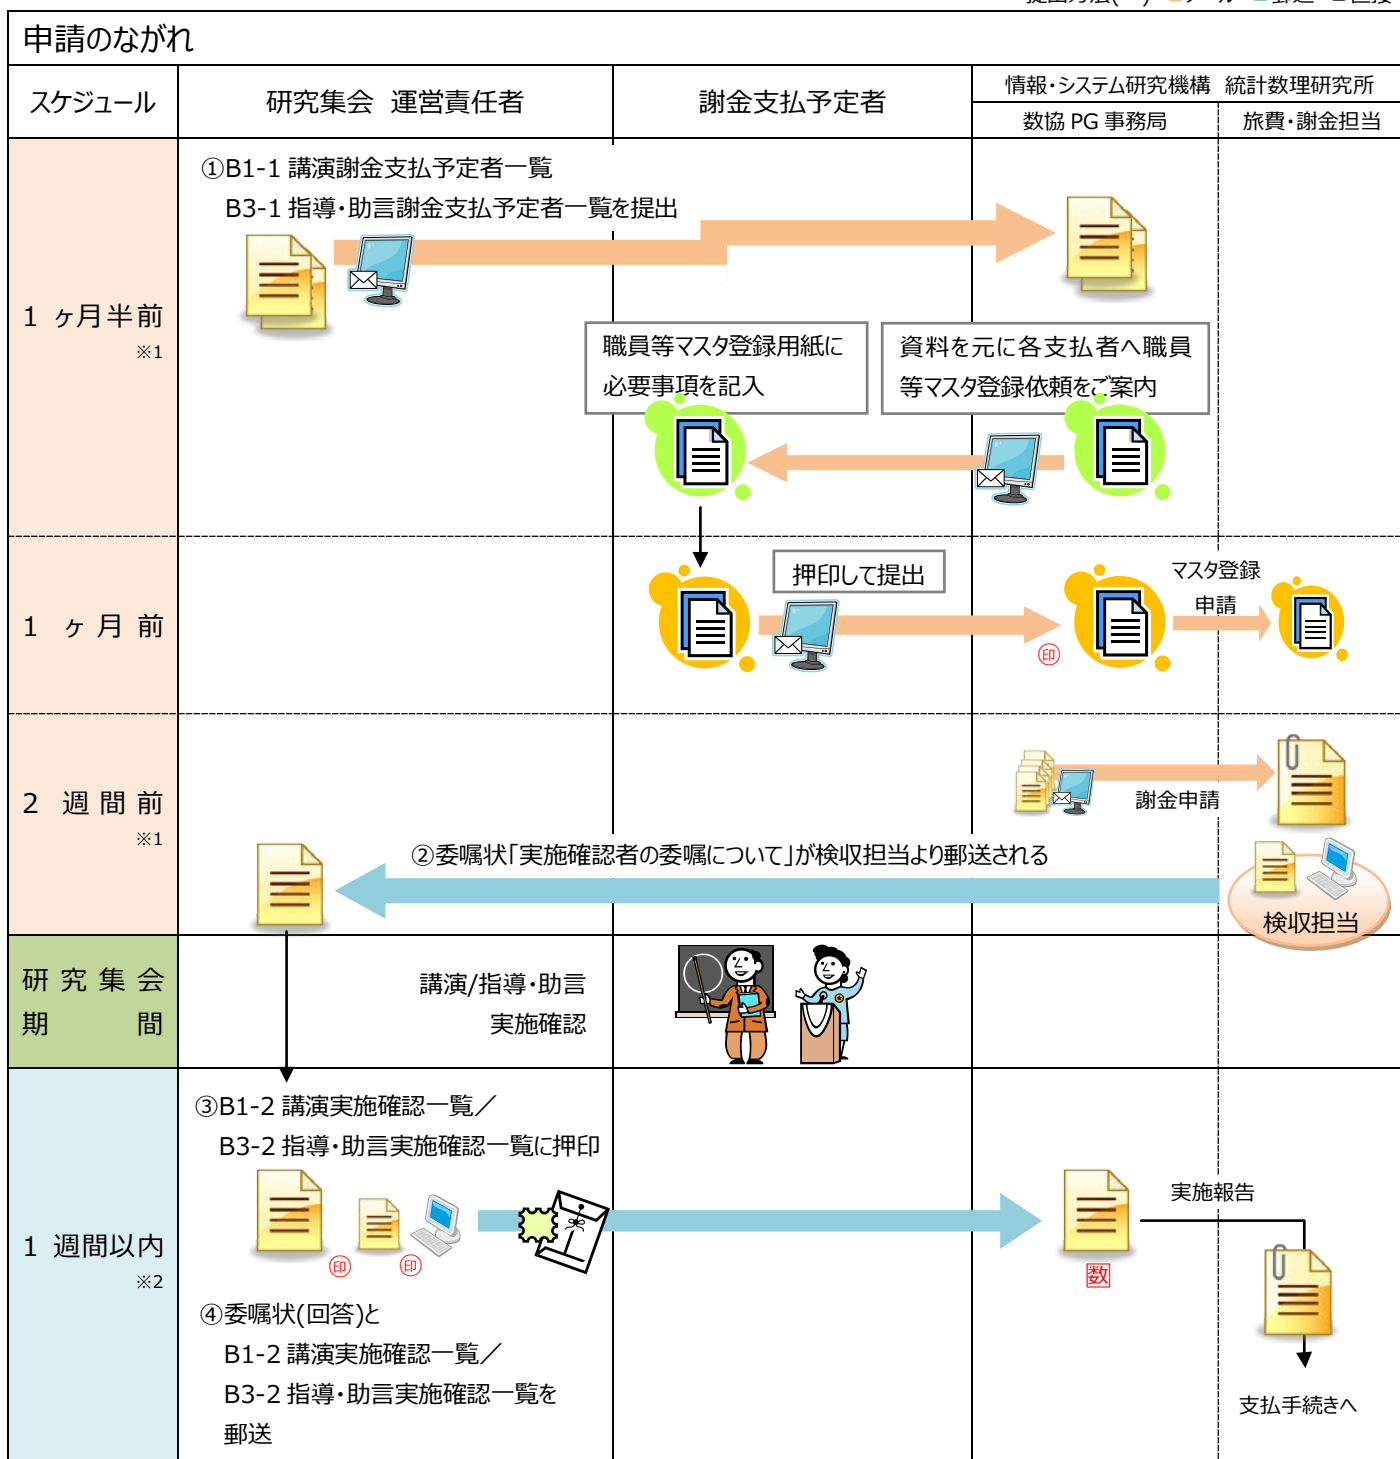 申請のながれ
スケジュール
研究集会 運営責任者
謝金支払予定者
情報・システム研究機構 統計数理研究所
数協 PG 事務局
旅費・謝金担当
1 ヶ月半前
※1
①B1-1 講演謝金支払予定者一覧
B3-1 指導・助言謝金支払予定者一覧を提出
職員等マスタ登録用紙に
必要事項を記入
資料を元に各支払者へ職員
等マスタ登録依頼をご案内
1 ヶ月前
押印して提出
㊞
マスタ登録
申請
2 週間前
※1
謝金申請
②委嘱状「実施確認者の委嘱について」が検収担当より郵送される
検収担当
研究集会
期間
講演/指導・助言
実施確認
1 週間以内
※2
③B1-2 講演実施確認一覧／
B3-2 指導・助言実施確認一覧に押印
㊞
㊞
数
実施報告
④委嘱状(回答)と
B1-2 講演実施確認一覧／
B3-2 指導・助言実施確認一覧を
郵送
支払手続きへ